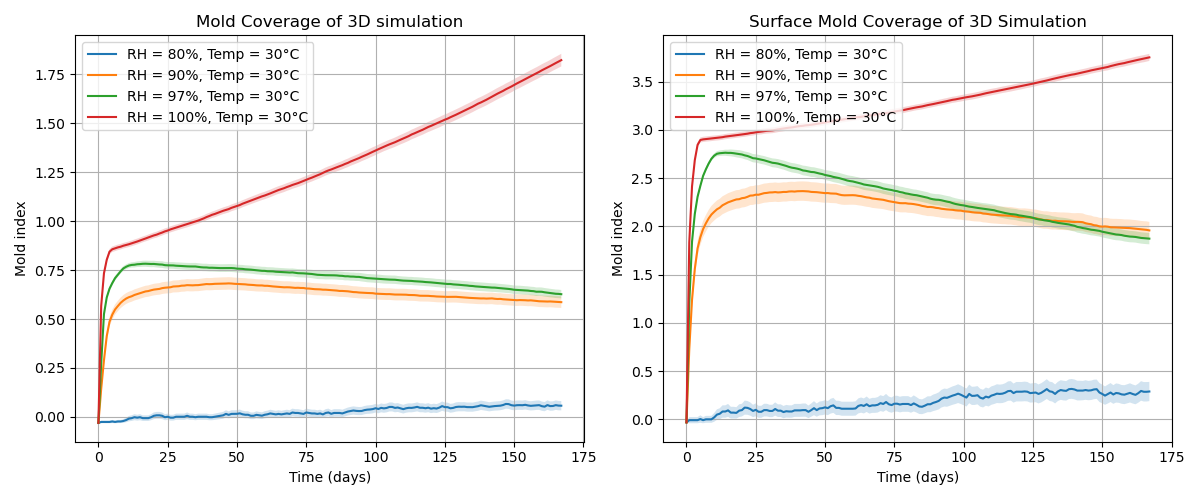 Mold Coverage of 3D simulation
RH = 80%, Temp = 30°C
RH = 90%, Temp = 30°C
RH = 97%, Temp = 30°C
RH = 100%, Temp = 30°C
Mold index
1.75
1.50
1.25
1.00
0.75
0.50
0.25
0.00
0 25 50 75 100 125 150 175
Time (days)
Surface Mold Coverage of 3D Simulation
RH = 80%, Temp = 30°C
RH = 90%, Temp = 30°C
RH = 97%, Temp = 30°C
RH = 100%, Temp = 30°C
Mold index
3.5
3.0
2.5
2.0
1.5
1.0
0.5
0.0
0 25 50 75 100 125 150 175
Time (days)